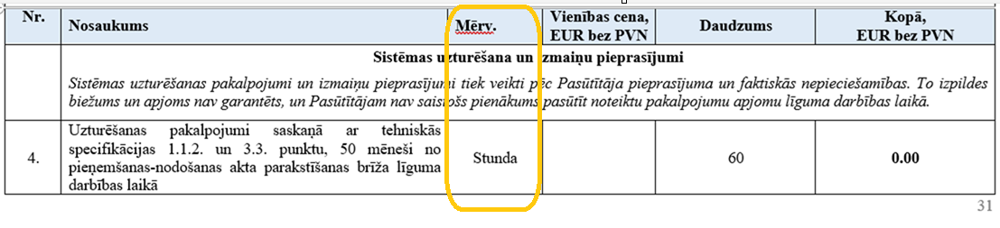 Nr. Nosaukums Mērv. Vienības cena, EUR bez PVN Daudzums Kopā, EUR bez PVN
Sistēmas uzturēšana un izmaiņu pieprasījumi
Sistēmas uzturēšanas pakalpojumi un izmaiņu pieprasījumi tiek veikti pēc Pasūtītāja pieprasījuma un faktiskās nepieciešamības. To izpildes
biežums un apjoms nav garantēts, un Pasūtītājam nav saistošs pienākums pasūtīt noteiktu pakalpojumu apjomu līguma darbības laikā.
4.
Uzturēšanas pakalpojumi saskaņā ar tehniskās
specifikācijas 1.1.2. un 3.3. punktu, 50 mēneši no
pieņemšanas-nodošanas akta parakstīšanas brīža līguma
darbības laikā
Stunda
60
0.00
31